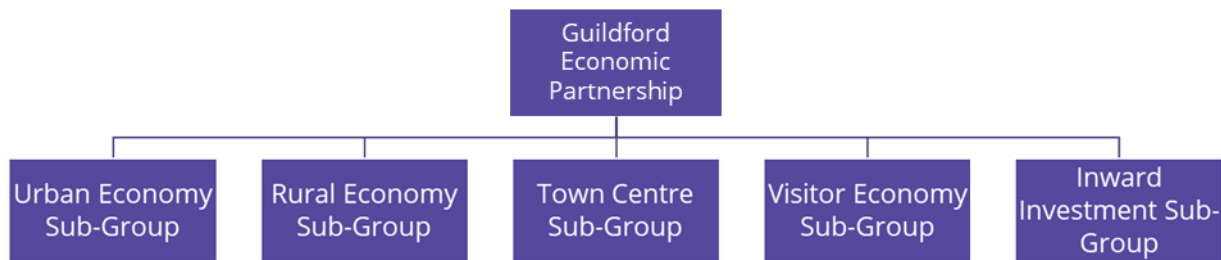 Guildford
Economic
Partnership
Urban Economy
Sub-Group
Rural Economy
Sub-Group
Town Centre
Sub-Group
Visitor Economy
Sub-Group
Inward
Investment Sub-
Group